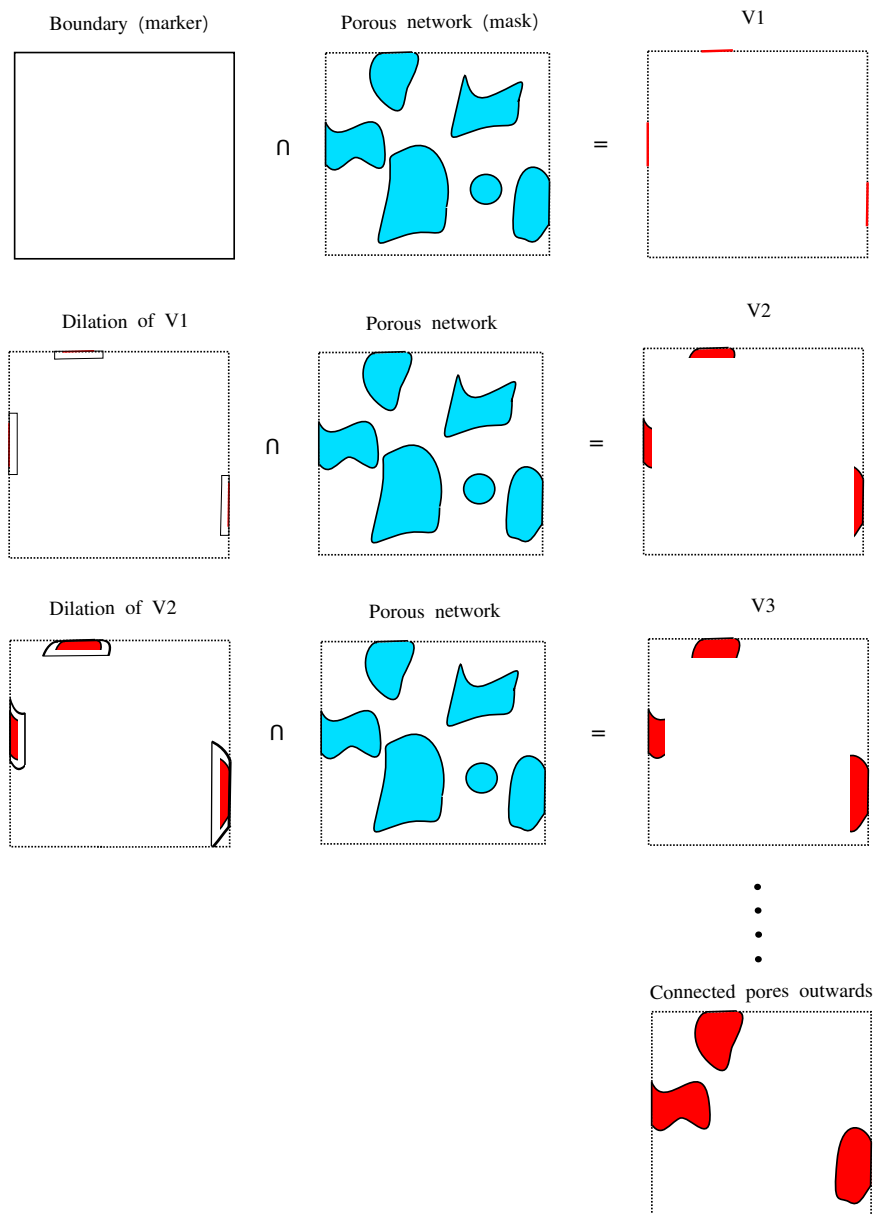 Boundary (marker)
Porous network (mask)
V1
∩
=
Dilation of V1
Porous network
V2
∩
=
Dilation of V2
Porous network
V3
∩
=
Connected pores outwards